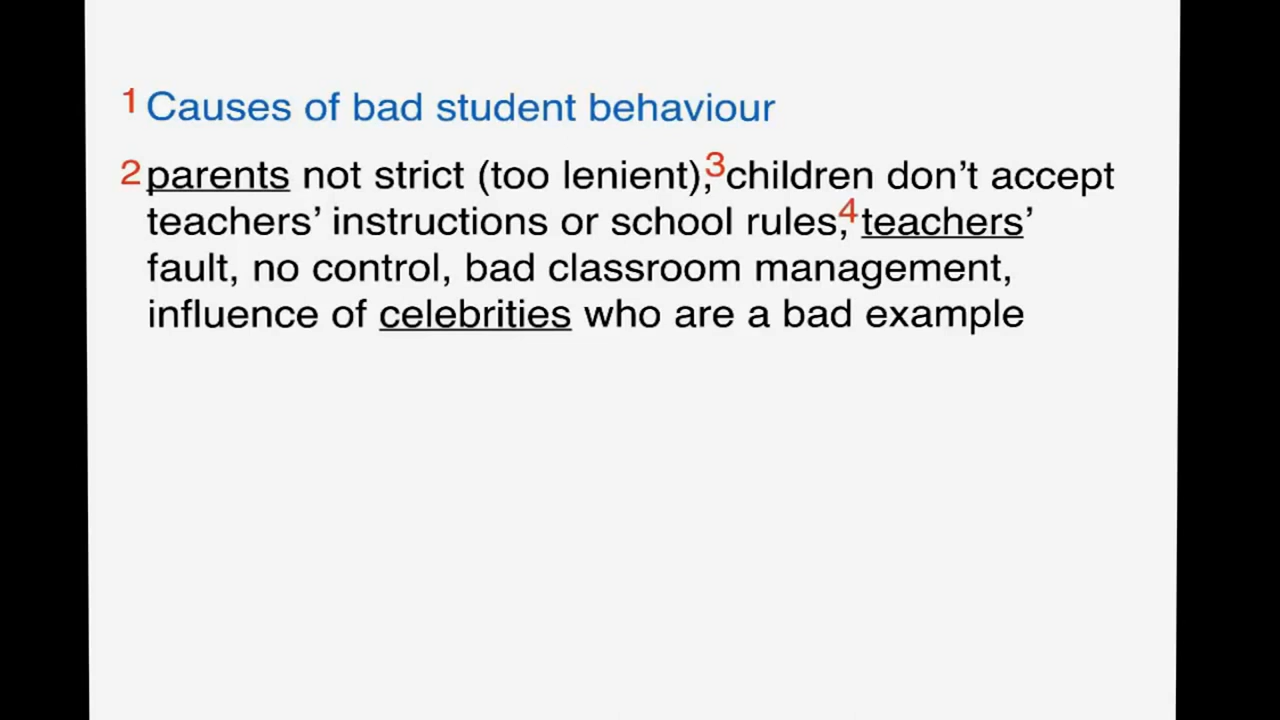 1 Causes of bad student behaviour
2 parents not strict (too lenient),3 children don’t accept
teachers’ instructions or school rules,4 teachers’
fault, no control, bad classroom management,
influence of celebrities who are a bad example